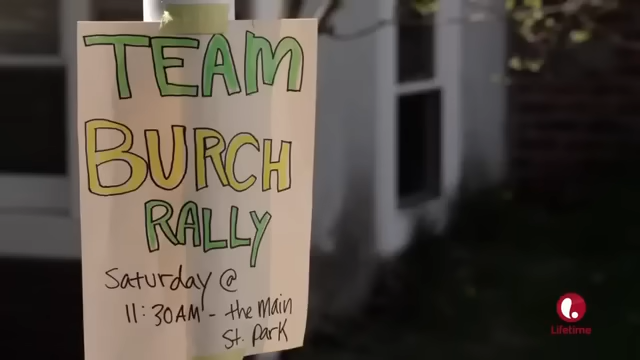 TEAM
BURCH
RALLY
Saturday @
11:30AM - the Main
St. Park
Lifetime